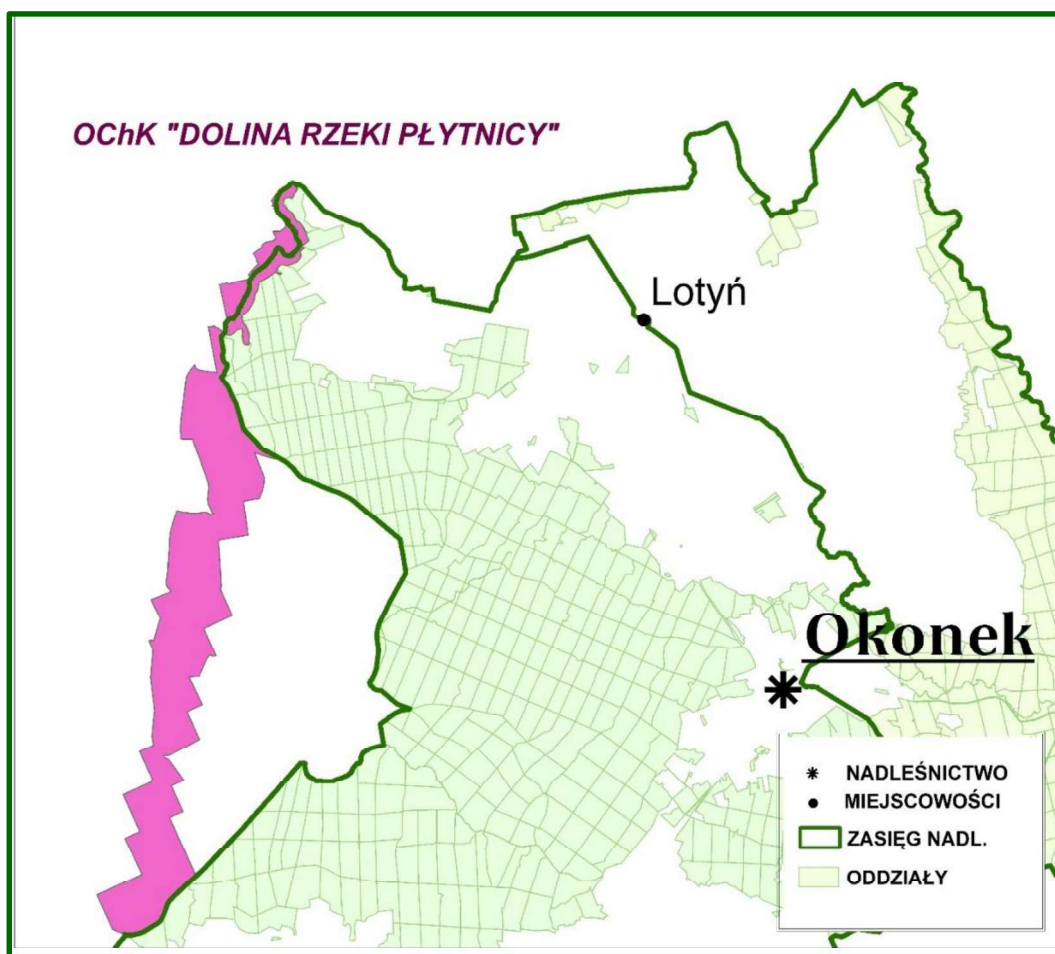 OChK "DOLINA RZEKI PŁYTNICY"
Lotyń
Okonek
NADLEŚNICTWO
MIEJSCOWOŚCI
ZASIĘG NADL.
ODDZIAŁY